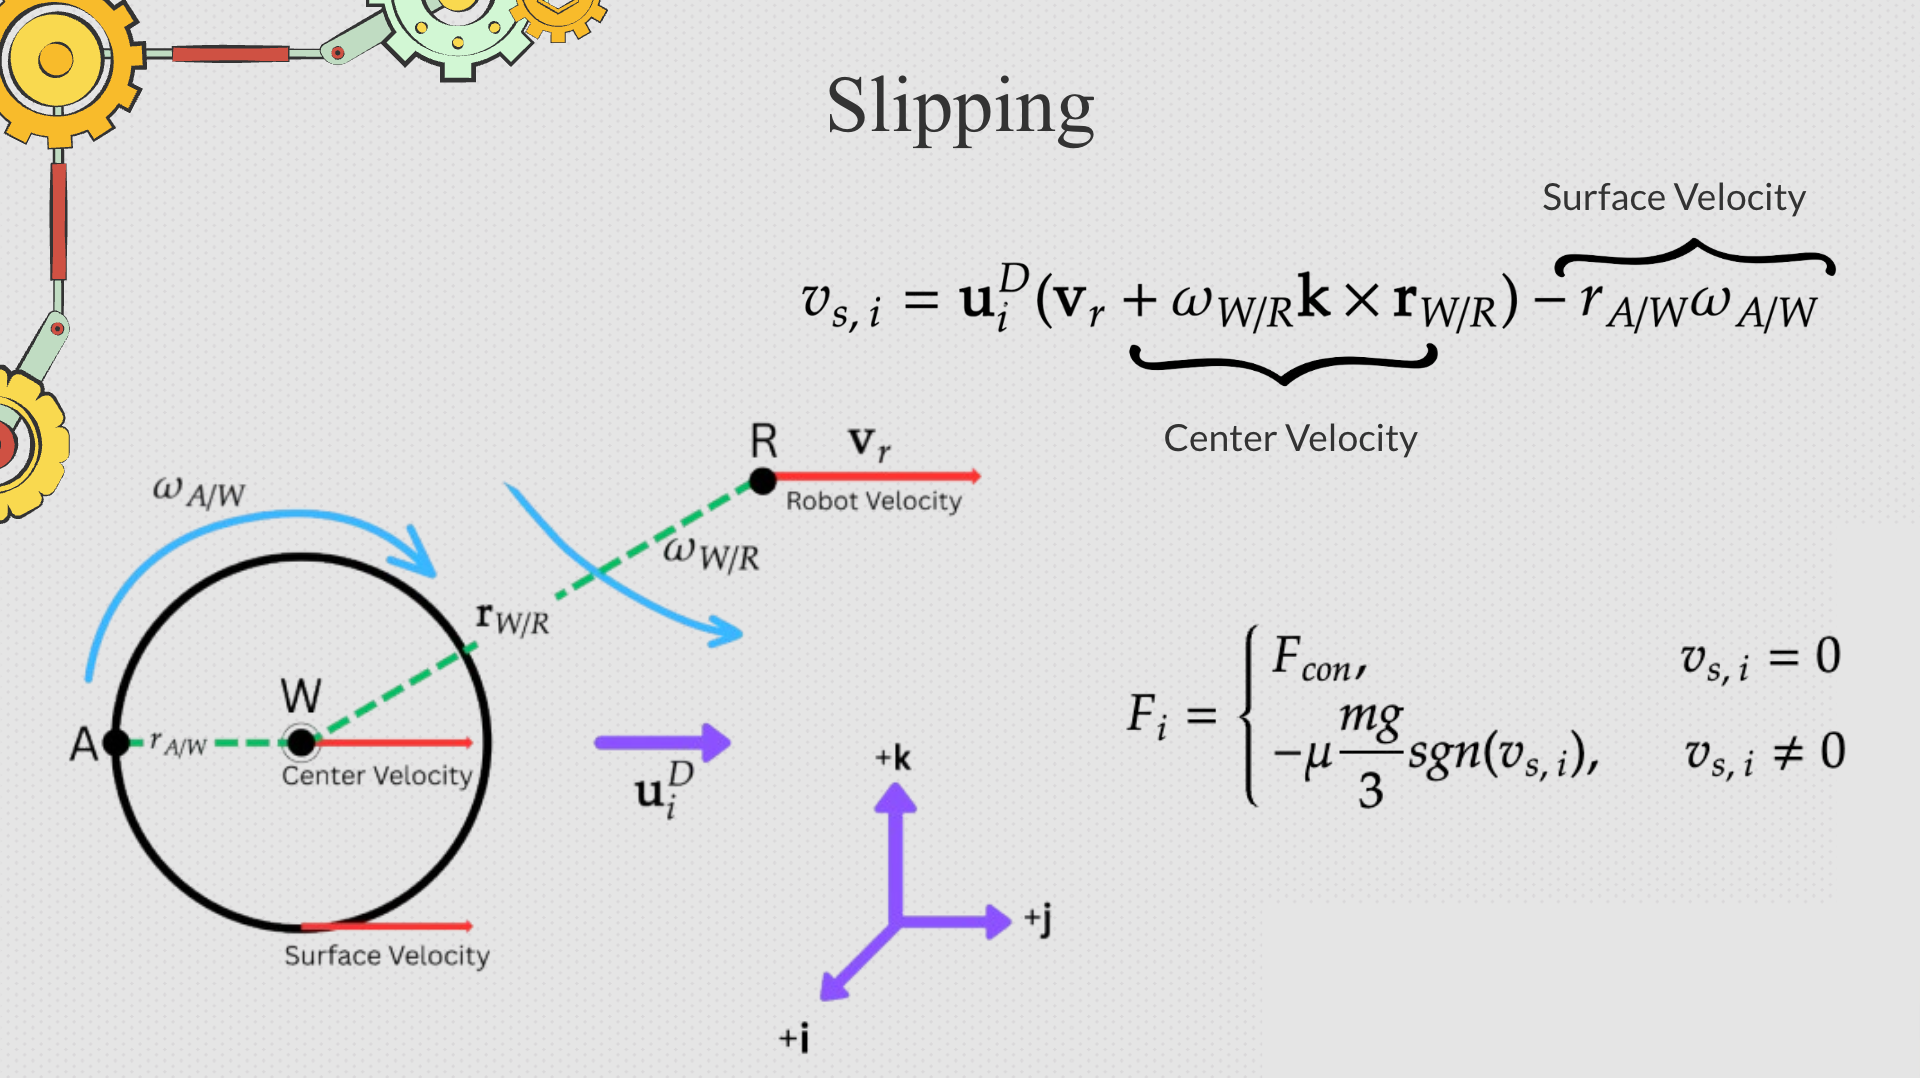 Slipping
Surface Velocity
v_{s, i} = 𝐮_i^D(𝐯_r + ω_{W/R}𝐤 × 𝐫_{W/R}) − r_{A/W}ω_{A/W}
Center Velocity
R 𝐯_r
Robot Velocity
ω_{A/W}
ω_{W/R}
𝐫_{W/R}
W
A r_{A/W}
Center Velocity
𝐮_i^D
Surface Velocity
+k
+j
+i
F_i = { F_{con}, v_{s, i} = 0
−μ \frac{mg}{3} sgn(v_{s, i}), v_{s, i} ≠ 0